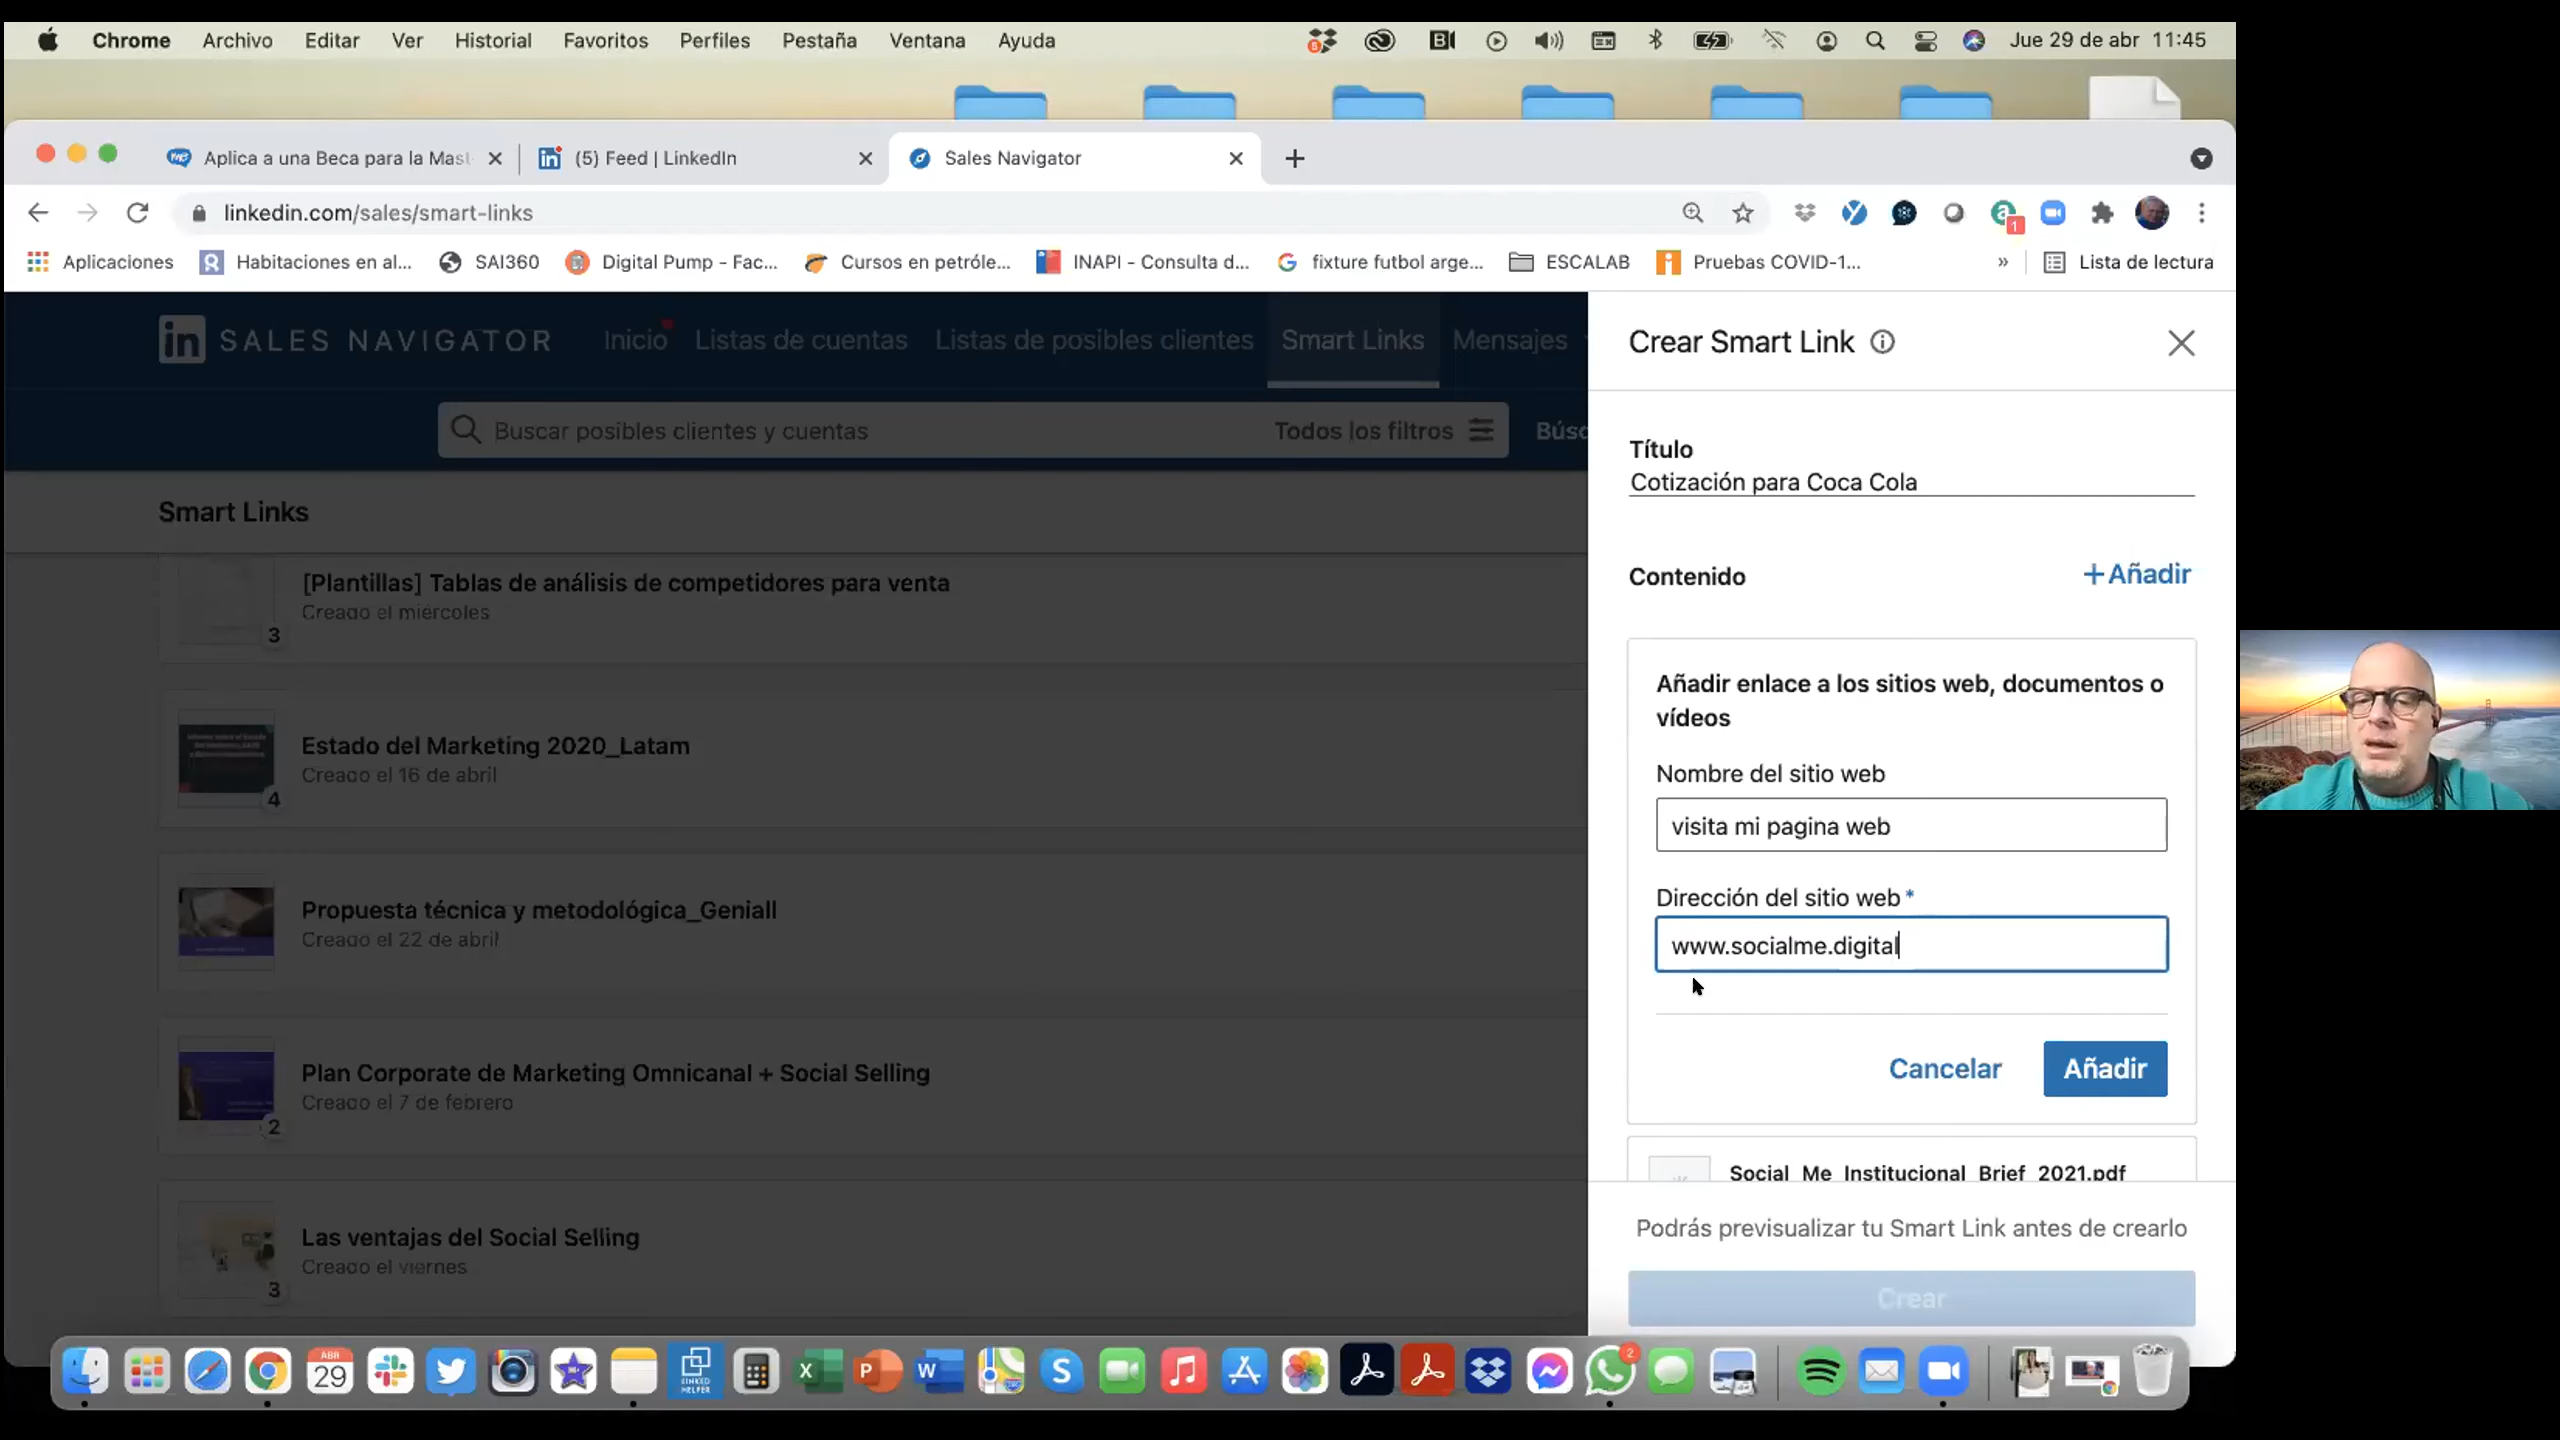 Chrome Archivo Editar Ver Historial Favoritos Perfiles Pestaña Ventana Ayuda
Jue 29 de abr 11:45
Aplica a una Beca para la Mast
(5) Feed | LinkedIn
Sales Navigator
linkedin.com/sales/smart-links
1
Aplicaciones
Habitaciones en al...
SAI360
Digital Pump - Fac...
Cursos en petróle...
INAPI - Consulta d...
fixture futbol arge...
ESCALAB
Pruebas COVID-1...
»
Lista de lectura
in SALES NAVIGATOR
Inicio
Listas de cuentas
Listas de posibles clientes
Smart Links
Mensajes
Buscar posibles clientes y cuentas
Todos los filtros
Búsc
Smart Links
[Plantillas] Tablas de análisis de competidores para venta
Creado el miércoles
3
Estado del Marketing 2020_Latam
Creado el 16 de abril
4
Propuesta técnica y metodológica_Geniall
Creado el 22 de abril
Plan Corporate de Marketing Omnicanal + Social Selling
Creado el 7 de febrero
2
Las ventajas del Social Selling
Creado el viernes
3
Crear Smart Link
Título
Cotización para Coca Cola
Contenido
+Añadir
Añadir enlace a los sitios web, documentos o
vídeos
Nombre del sitio web
visita mi pagina web
Dirección del sitio web *
www.socialme.digital
Cancelar
Añadir
Social_Me_Institucional_Brief_2021.pdf
Podrás previsualizar tu Smart Link antes de crearlo
Crear
ABR
29
LINKED
HELPER
2